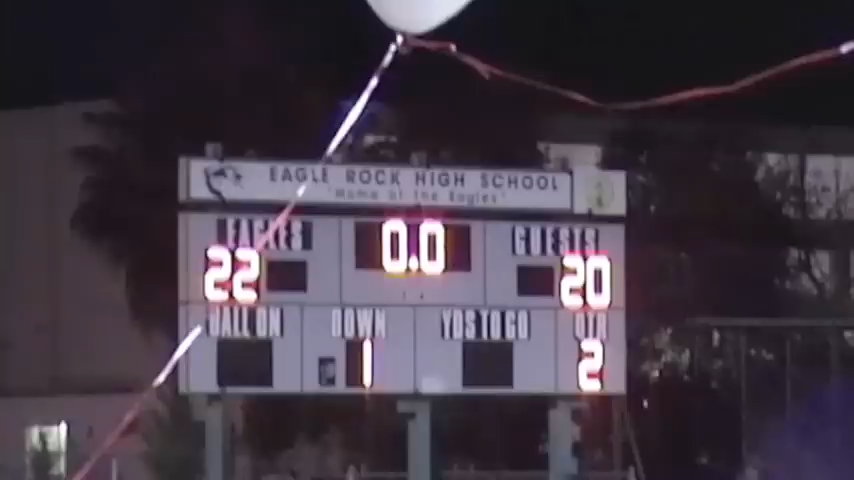 EAGLE ROCK HIGH SCHOOL
"Home of the Eagles"
EAGLES 0.0 GUESTS
22 20
BALL ON DOWN YDS TO GO QTR
1 2